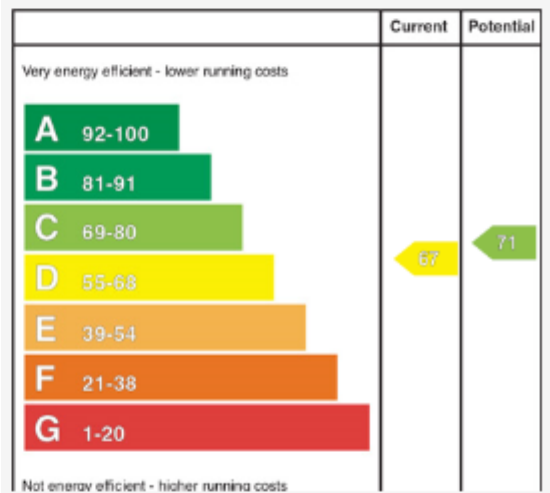 Current Potential
Very energy efficient - lower running costs
A 92-100
B 81-91
C 69-80
71
67
D 55-68
E 39-54
F 21-38
G 1-20
Not energy efficient - higher running costs